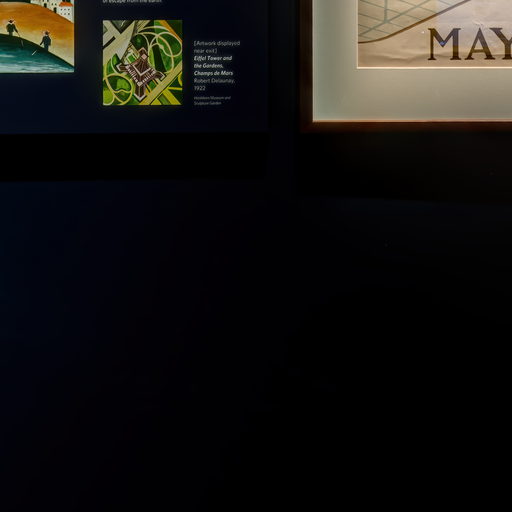 of escape from the earth.
[Artwork displayed
near exit]
Eiffel Tower and
the Gardens,
Champs de Mars
Robert Delaunay,
1922
Hirshhorn Museum and
Sculpture Garden
MAY